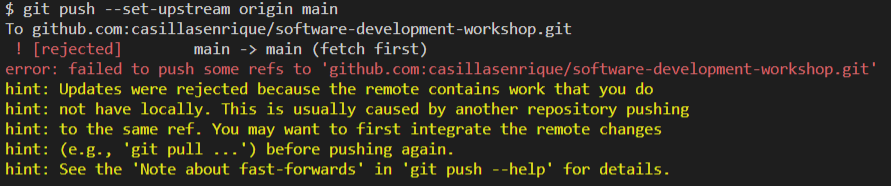 $ git push --set-upstream origin main
To github.com:casillasenrique/software-development-workshop.git
 ! [rejected]        main -> main (fetch first)
error: failed to push some refs to 'github.com:casillasenrique/software-development-workshop.git'
hint: Updates were rejected because the remote contains work that you do
hint: not have locally. This is usually caused by another repository pushing
hint: to the same ref. You may want to first integrate the remote changes
hint: (e.g., 'git pull ...') before pushing again.
hint: See the 'Note about fast-forwards' in 'git push --help' for details.